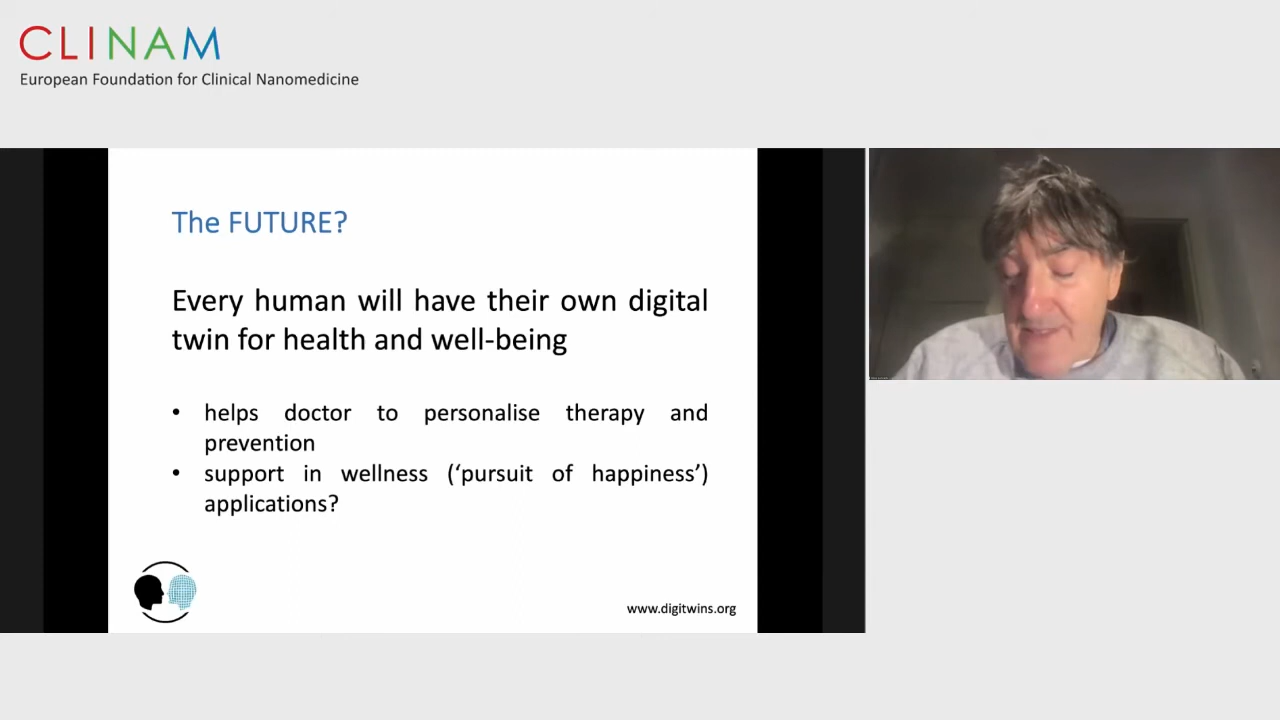 CLINAM
European Foundation for Clinical Nanomedicine
The FUTURE?
Every human will have their own digital
twin for health and well-being
• helps doctor to personalise therapy and
prevention
• support in wellness (‘pursuit of happiness’)
applications?
www.digitwins.org